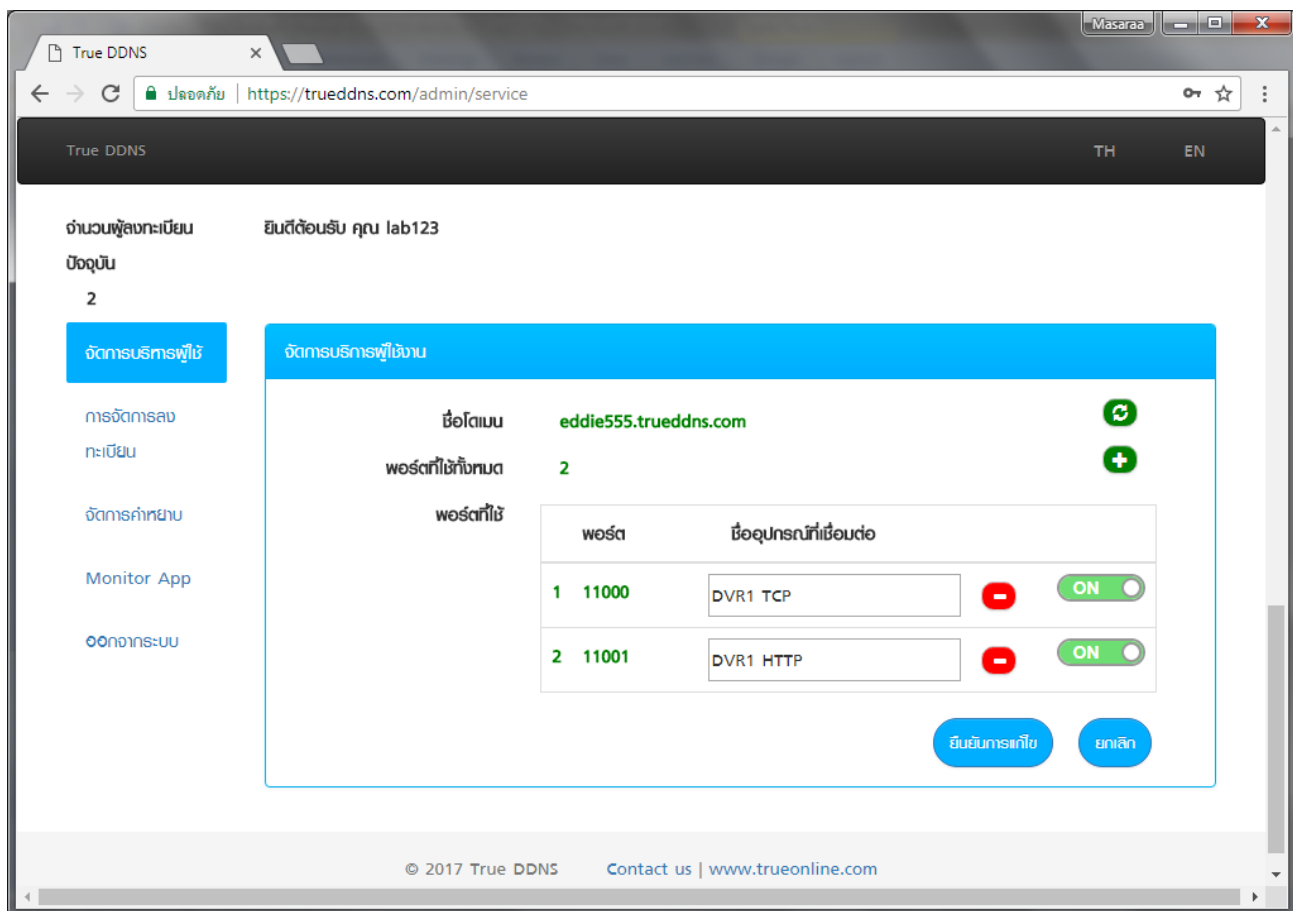 Masaraa
True DDNS
ปลอดภัย | https://trueddns.com/admin/service
True DDNS TH EN
จำนวนผู้ลงทะเบียน
ปัจจุบัน
2
ยินดีต้อนรับ คุณ lab123
จัดการบริการผู้ใช้
การจัดการลง
ทะเบียน
จัดการคำหยาบ
Monitor App
ออกจากระบบ
จัดการบริการผู้ใช้งาน
ชื่อโดเมน eddie555.trueddns.com
พอร์ตที่ใช้ทั้งหมด 2
พอร์ตที่ใช้
พอร์ต ชื่ออุปกรณ์ที่เชื่อมต่อ
1 11000 DVR1 TCP ON
2 11001 DVR1 HTTP ON
ยืนยันการแก้ไข ยกเลิก
© 2017 True DDNS Contact us | www.trueonline.com